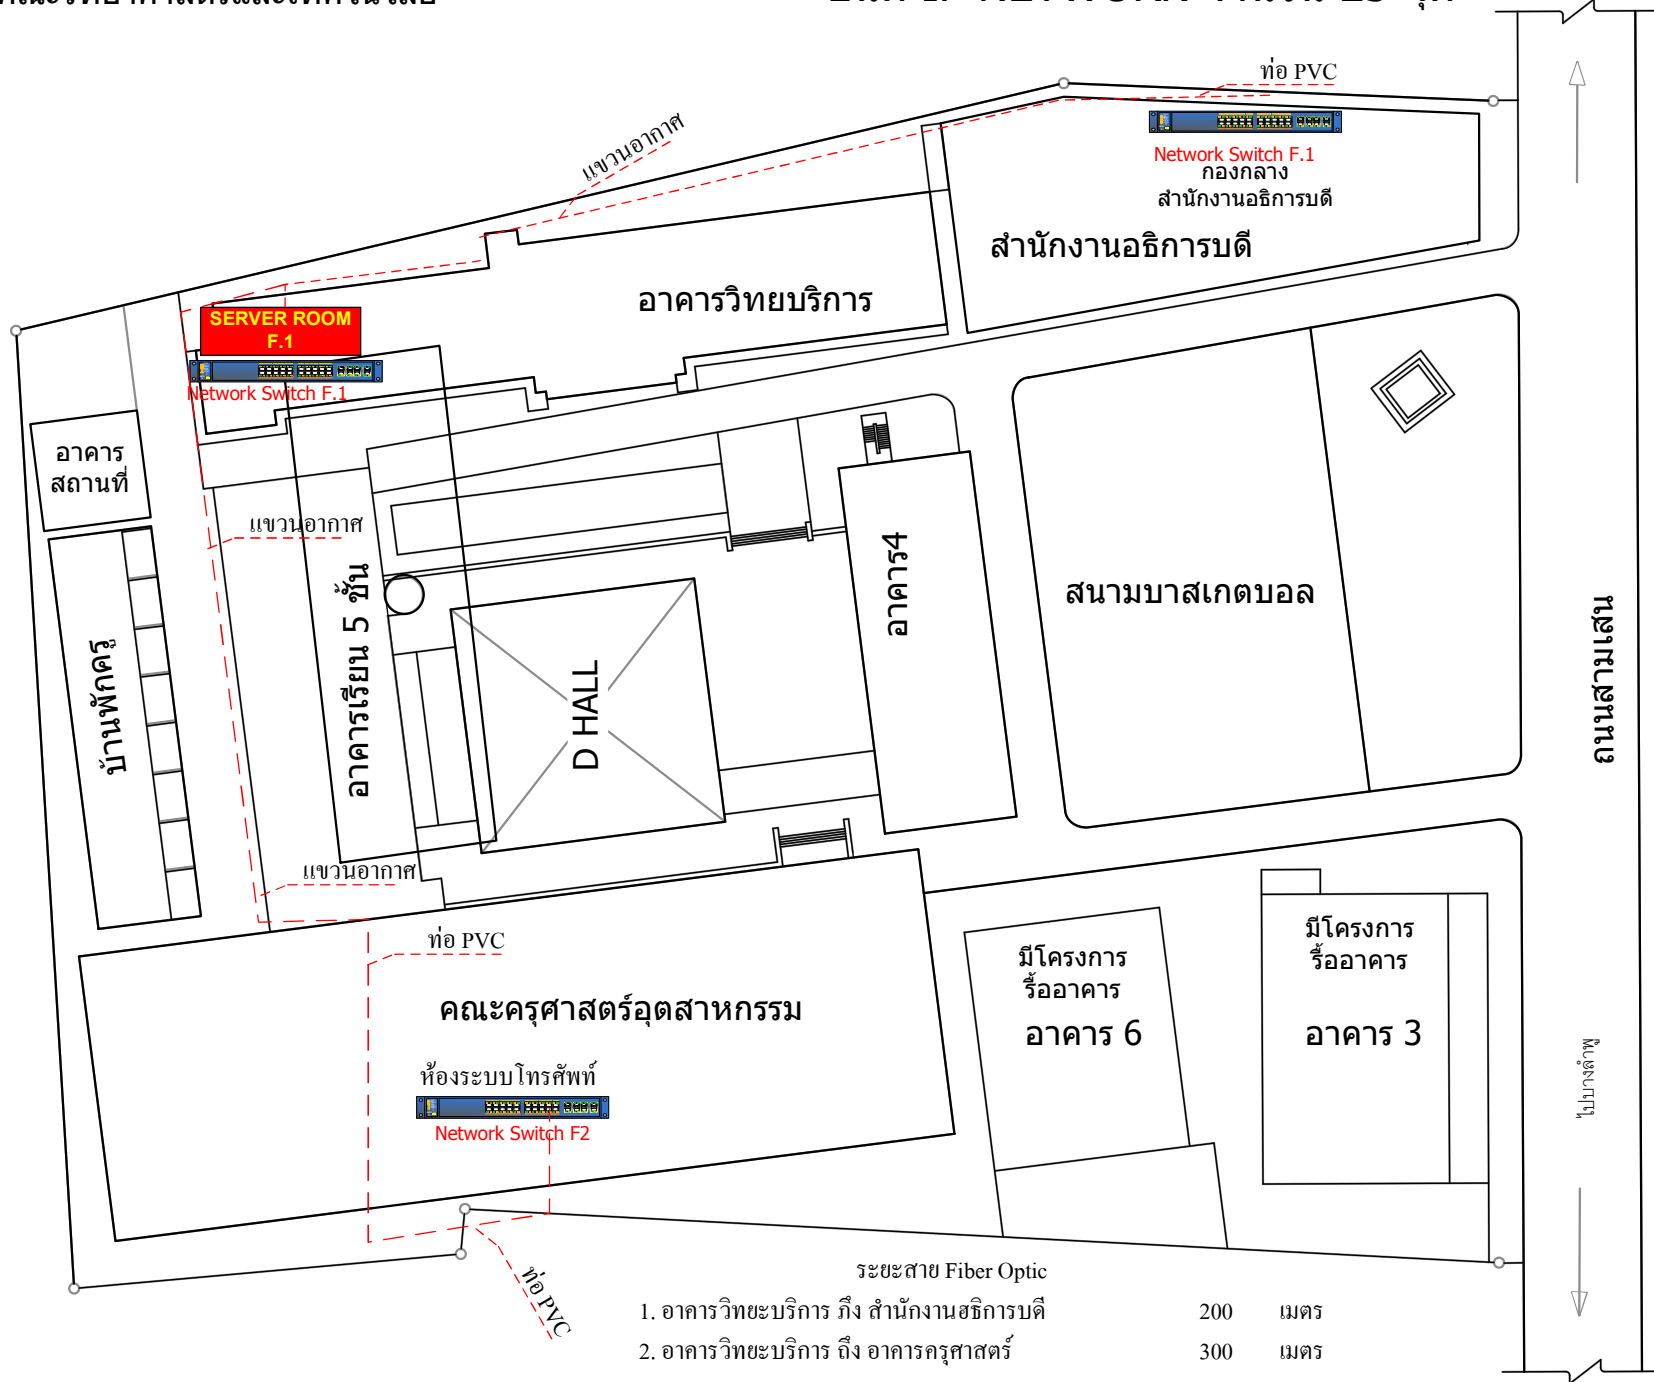 ท่อ PVC
แขวนอากาศ
Network Switch F.1
กองกลาง
สำนักงานอธิการบดี
สำนักงานอธิการบดี
อาคารวิทยบริการ
SERVER ROOM
F.1
Network Switch F.1
อาคาร
สถานที่
แขวนอากาศ
อาคารเรียน 5 ชั้น
อาคาร4
สนามบาสเกตบอล
ถนนสามเสน
บ้านพักครู
D HALL
แขวนอากาศ
ท่อ PVC
คณะครุศาสตร์อุตสาหกรรม
มีโครงการ
รื้ออาคาร
อาคาร 6
มีโครงการ
รื้ออาคาร
อาคาร 3
ห้องระบบโทรศัพท์
Network Switch F2
ไปบางลำพู
ท่อ PVC
ระยะสาย Fiber Optic
1. อาคารวิทยะบริการ ภึง สำนักงานฮธิการบดี 200 เมตร
2. อาคารวิทยะบริการ ถึง อาคารครุศาสตร์ 300 เมตร